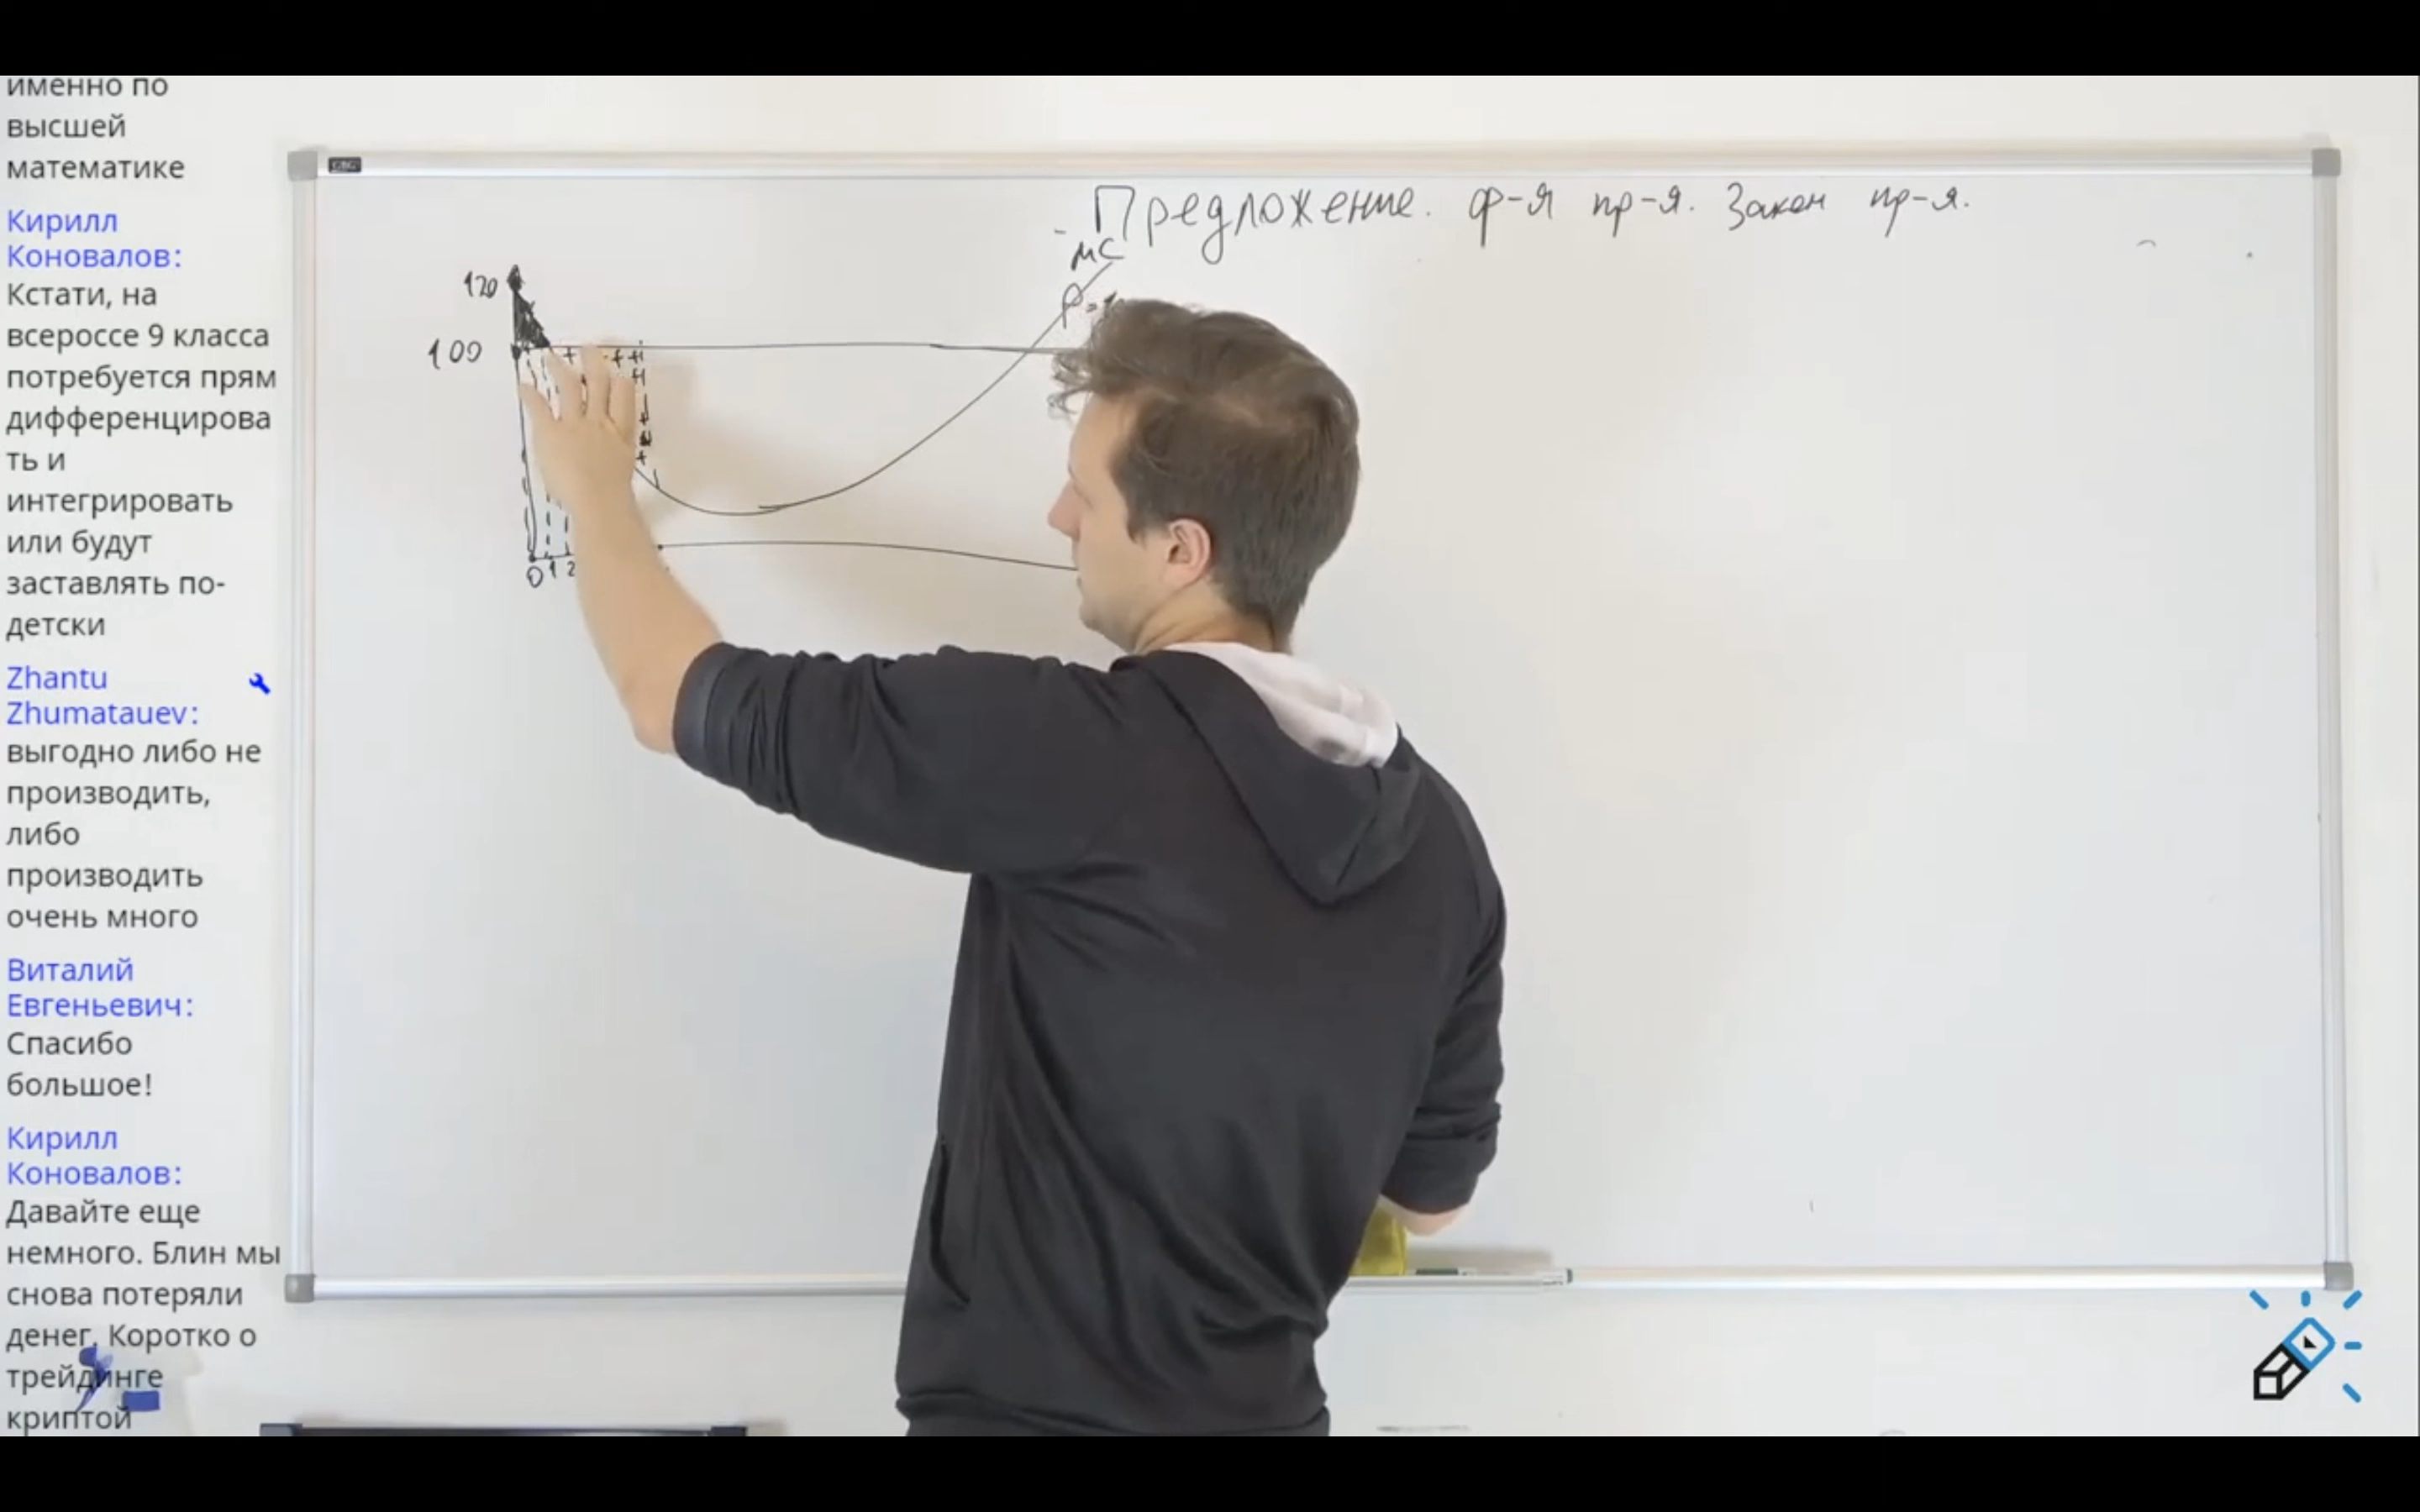 именно по
высшей
математике
Кирилл
Коновалов:
Кстати, на
всероссе 9 класса
потребуется прям
дифференцирова
ть и
интегрировать
или будут
заставлять по-
детски
Zhantu
Zhumatauev:
выгодно либо не
производить,
либо
производить
очень много
Виталий
Евгеньевич:
Спасибо
большое!
Кирилл
Коновалов:
Давайте еще
немного. Блин мы
снова потеряли
денег. Коротко о
трейдинге
криптой
Предложение. ф-я пр-я. Закон пр-я.
MC
120
100
0 1 2